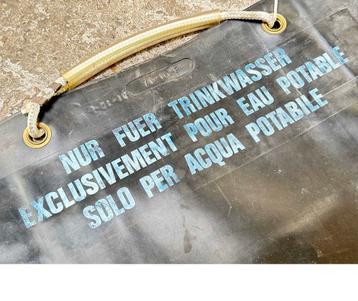 NUR FUER TRINKWASSER
EXCLUSIVEMENT POUR EAU POTABLE
SOLO PER ACQUA POTABILE